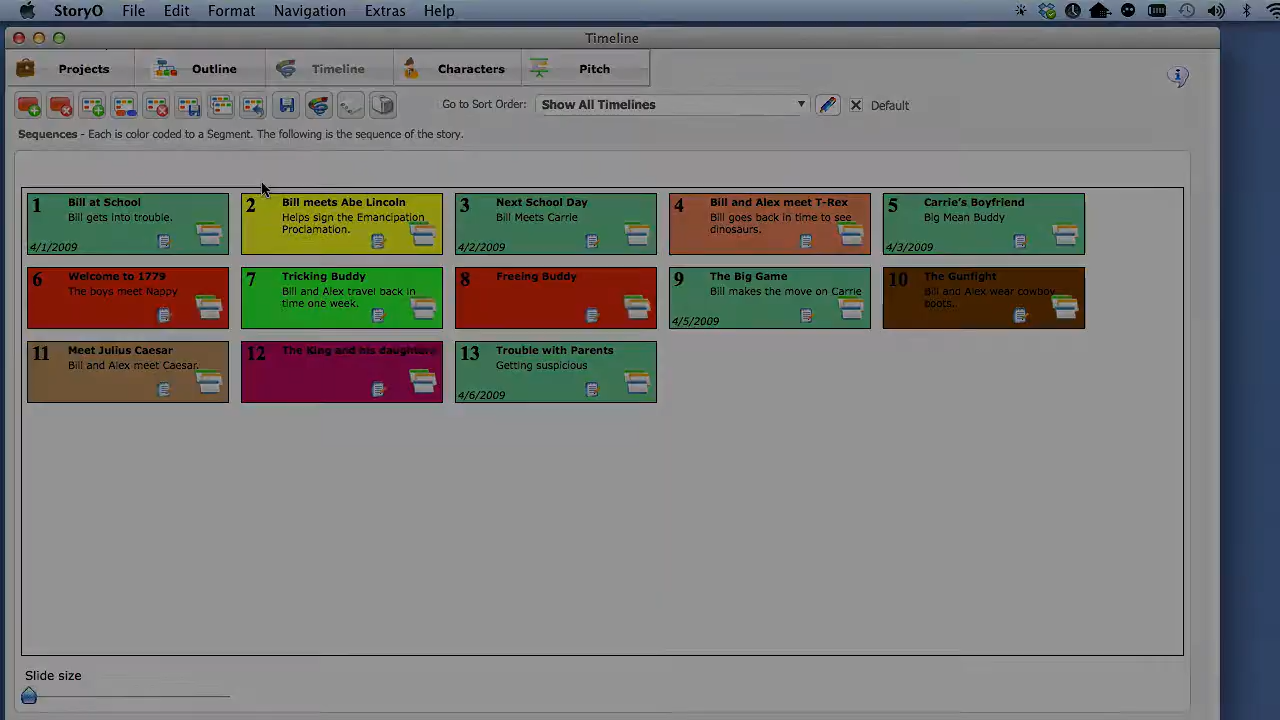 StoryO File Edit Format Navigation Extras Help
Timeline
Projects Outline Timeline Characters Pitch
Go to Sort Order: Show All Timelines Default
Sequences - Each is color coded to a Segment. The following is the sequence of the story.
1 Bill at School
Bill gets into trouble.
4/1/2009
2 Bill meets Abe Lincoln
Helps sign the Emancipation
Proclamation.
3 Next School Day
Bill Meets Carrie
4/2/2009
4 Bill and Alex meet T-Rex
Bill goes back in time to see
dinosaurs.
5 Carrie's Boyfriend
Big Mean Buddy
4/3/2009
6 Welcome to 1779
The boys meet Nappy
7 Tricking Buddy
Bill and Alex travel back in
time one week.
8 Freeing Buddy
9 The Big Game
Bill makes the move on Carrie
4/5/2009
10 The Gunfight
Bill and Alex wear cowboy
boots.
11 Meet Julius Caesar
Bill and Alex meet Caesar.
12 The King and his daughters
13 Trouble with Parents
Getting suspicious
4/6/2009
Slide size